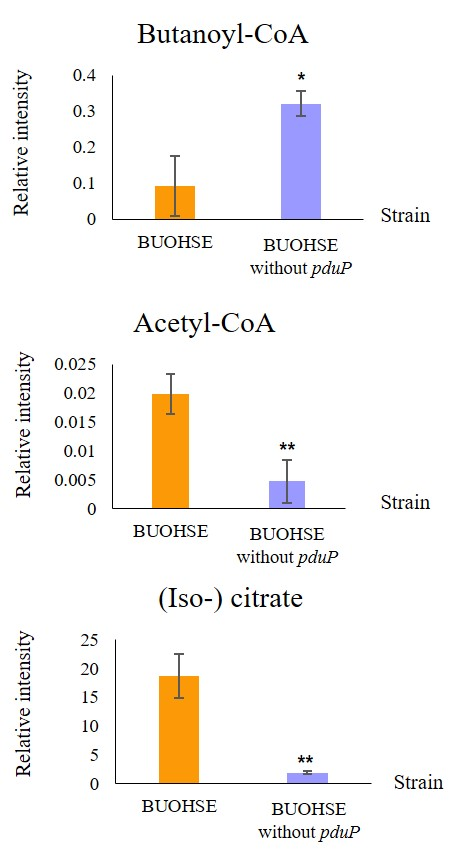 Butanoyl-CoA
Relative intensity
0.4
0.3
0.2
0.1
0
*
Strain
BUOHSE
BUOHSE
without pduP
Acetyl-CoA
Relative intensity
0.025
0.02
0.015
0.01
0.005
0
**
Strain
BUOHSE
BUOHSE
without pduP
(Iso-) citrate
Relative intensity
25
20
15
10
5
0
**
Strain
BUOHSE
BUOHSE
without pduP